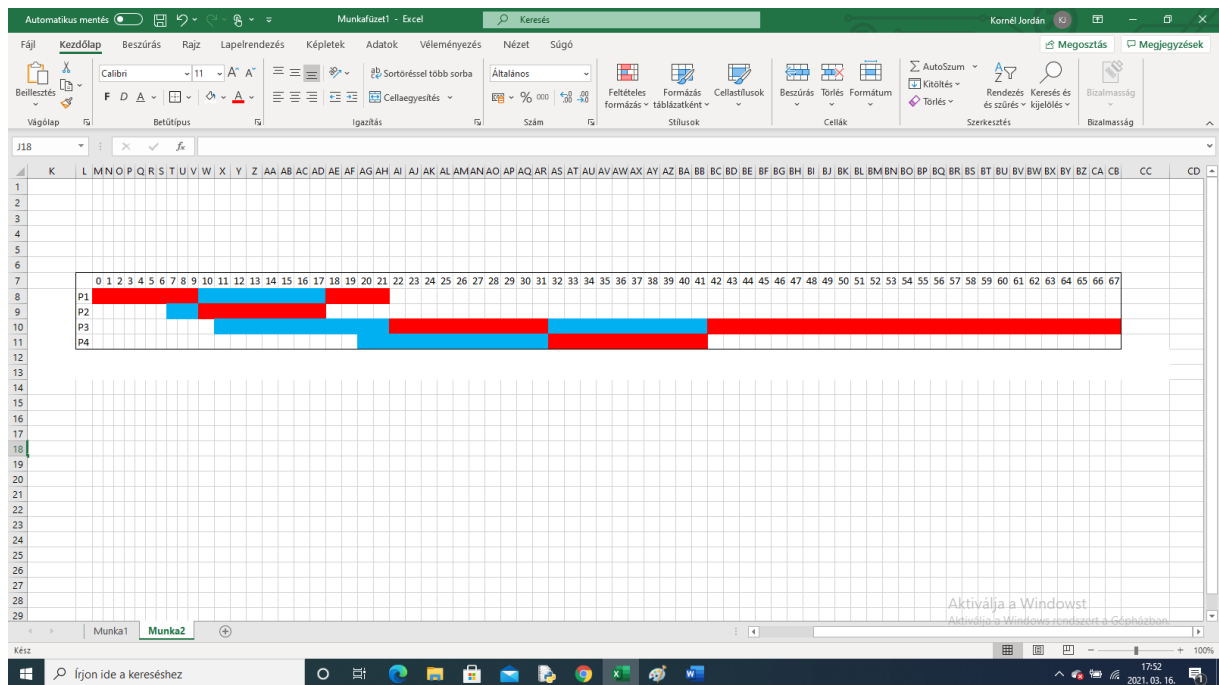 Automatikus mentés Munkafüzet1 - Excel Keresés Kornél Jordán KJ
Fájl Kezdőlap Beszúrás Rajz Lapelrendezés Képletek Adatok Véleményezés Nézet Súgó Megosztás Megjegyzések
Beillesztés Calibri 11 A A ab Sortöréssel több sorba Általános Feltételes formázás Formázás táblázatként Cellastílusok Beszúrás Törlés Formátum AutoSzum Kitöltés Törlés Rendezés és szűrés Keresés és kijelölés Bizalmasság
F D A A Cellaegyesítés % 000
Vágólap Betűtípus Igazítás Szám Stílusok Cellák Szerkesztés Bizalmasság
J18 fx
K L M N O P Q R S T U V W X Y Z AA AB AC AD AE AF AG AH AI AJ AK AL AM AN AO AP AQ AR AS AT AU AV AW AX AY AZ BA BB BC BD BE BF BG BH BI BJ BK BL BM BN BO BP BQ BR BS BT BU BV BW BX BY BZ CA CB CC CD
1
2
3
4
5
6
7 0 1 2 3 4 5 6 7 8 9 10 11 12 13 14 15 16 17 18 19 20 21 22 23 24 25 26 27 28 29 30 31 32 33 34 35 36 37 38 39 40 41 42 43 44 45 46 47 48 49 50 51 52 53 54 55 56 57 58 59 60 61 62 63 64 65 66 67
8 P1
9 P2
10 P3
11 P4
12
13
14
15
16
17
18
19
20
21
22
23
24
25
26
27
28
29
Aktiválja a Windowst
Aktiválja a Windows rendszert a Gépházban.
Munka1 Munka2
Kész 100%
Írjon ide a kereséshez 17:52
2021. 03. 16.